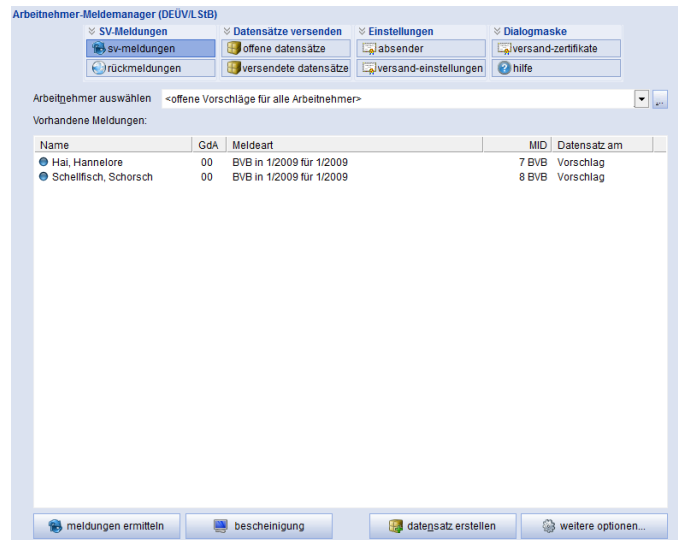 Arbeitnehmer-Meldemanager (DEÜV/LStB)
SV-Meldungen Datensätze versenden Einstellungen Dialogmaske
sv-meldungen offene datensätze absender versand-zertifikate
rückmeldungen versendete datensätze versand-einstellungen hilfe
Arbeitnehmer auswählen <offene Vorschläge für alle Arbeitnehmer> ...
Vorhandene Meldungen:
Name GdA Meldeart MID Datensatz am
Hai, Hannelore 00 BVB in 1/2009 für 1/2009 7 BVB Vorschlag
Schellfisch, Schorsch 00 BVB in 1/2009 für 1/2009 8 BVB Vorschlag
meldungen ermitteln bescheinigung datensatz erstellen weitere optionen...